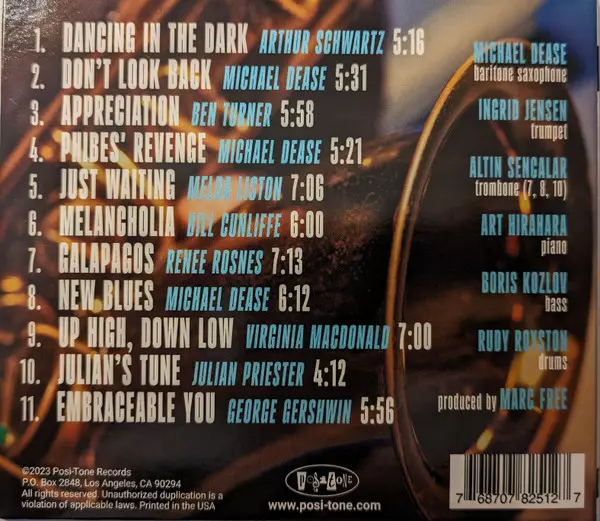 1. DANCING IN THE DARK ARTHUR SCHWARTZ 5:16
2. DON'T LOOK BACK MICHAEL DEASE 5:31
3. APPRECIATION BEN TURNER 5:58
4. PHIBES' REVENGE MICHAEL DEASE 5:21
5. JUST WAITING MELBA LISTON 7:06
6. MELANCHOLIA BILL CUNLIFFE 6:00
7. GALAPAGOS RENEE ROSNES 7:13
8. NEW BLUES MICHAEL DEASE 6:12
9. UP HIGH, DOWN LOW VIRGINIA MACDONALD 7:00
10. JULIAN'S TUNE JULIAN PRIESTER 4:12
11. EMBRACEABLE YOU GEORGE GERSHWIN 5:56
MICHAEL DEASE
baritone saxophone
INGRID JENSEN
trumpet
ALTIN SENCALAR
trombone (7, 8, 10)
ART HIRAHARA
piano
BORIS KOZLOV
bass
RUDY ROYSTON
drums
produced by MARC FREE
©2023 Posi-Tone Records
P.O. Box 2848, Los Angeles, CA 90294
All rights reserved. Unauthorized duplication is a
violation of applicable laws. Printed in the USA
POSI-TONE
www.posi-tone.com
7 68707 82512 7